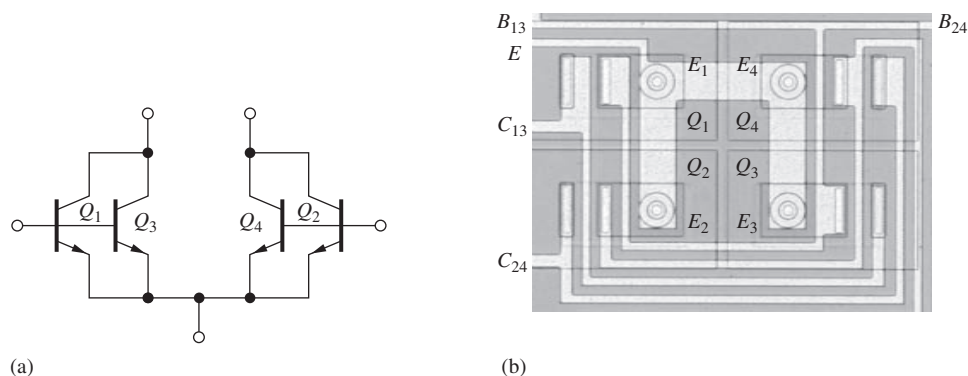 B13 B24
E
E1 E4
C13
Q1 Q4
Q2 Q3
E2 E3
C24
Q1 Q3 Q4 Q2
(a) (b)